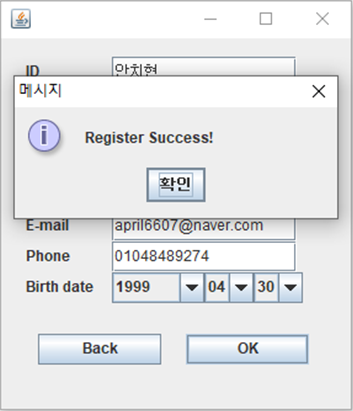 ID 안치현
메시지
Register Success!
확인
E-mail april6607@naver.com
Phone 01048489274
Birth date 1999 04 30
Back OK